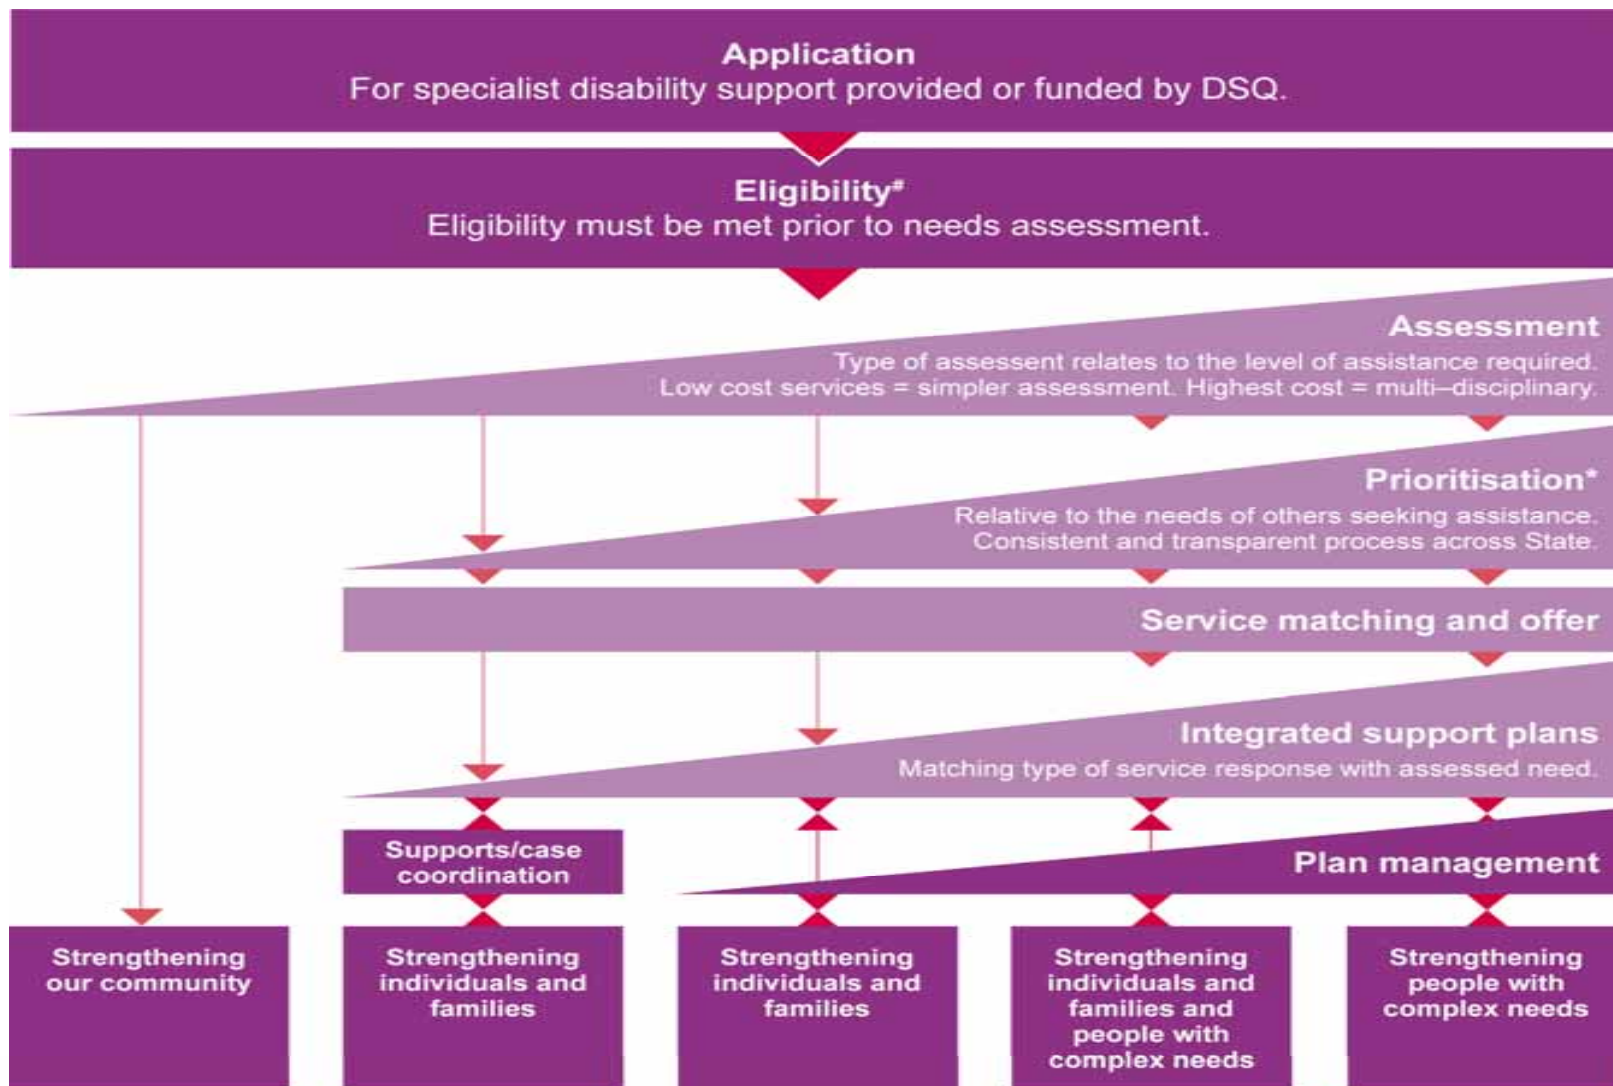 Application
For specialist disability support provided or funded by DSQ.
Eligibility#
Eligibility must be met prior to needs assessment.
Assessment
Type of assessent relates to the level of assistance required.
Low cost services = simpler assessment. Highest cost = multi–disciplinary.
Prioritisation*
Relative to the needs of others seeking assistance.
Consistent and transparent process across State.
Service matching and offer
Integrated support plans
Matching type of service response with assessed need.
Supports/case
coordination
Plan management
Strengthening
our community
Strengthening
individuals and
families
Strengthening
individuals and
families
Strengthening
individuals and
families and
people with
complex needs
Strengthening
people with
complex needs